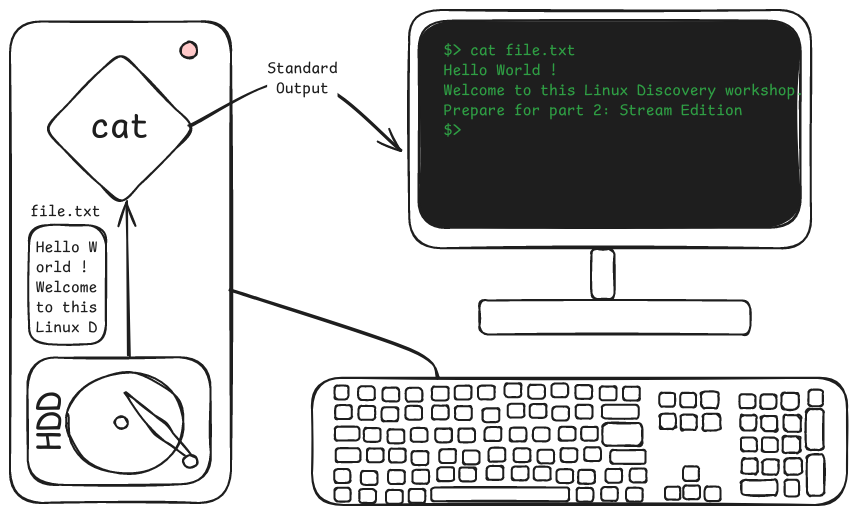 Standard
Output
cat
file.txt
Hello W
orld !
Welcome
to this
Linux D
HDD
$> cat file.txt
Hello World !
Welcome to this Linux Discovery workshop.
Prepare for part 2: Stream Edition
$>